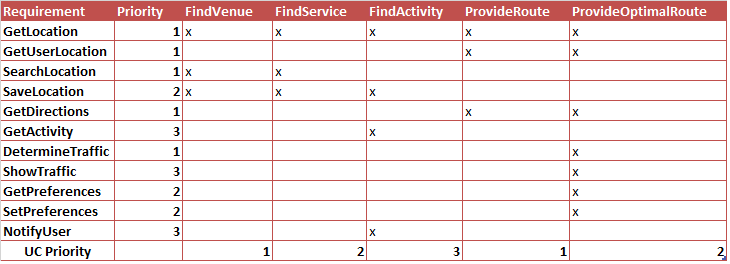 Requirement Priority FindVenue FindService FindActivity ProvideRoute ProvideOptimalRoute
GetLocation 1 x x x x x
GetUserLocation 1 x x
SearchLocation 1 x x
SaveLocation 2 x x x
GetDirections 1 x x
GetActivity 3 x
DetermineTraffic 1 x
ShowTraffic 3 x
GetPreferences 2 x
SetPreferences 2 x
NotifyUser 3 x
UC Priority 1 2 3 1 2